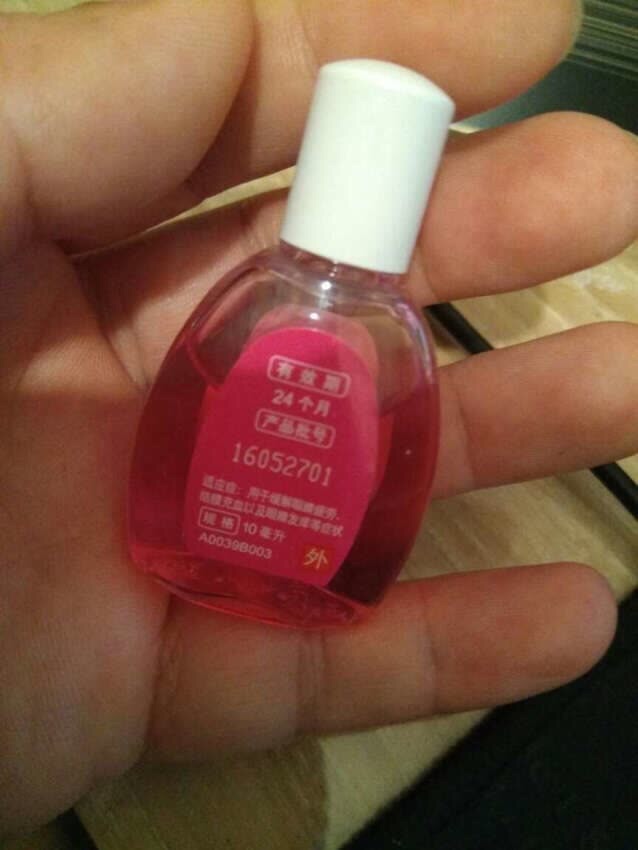 有效期
24个月
产品批号
16052701
适应症：用于缓解眼睛疲劳、
结膜充血以及眼睛发痒等症状
规格 10毫升
A0039B003
外